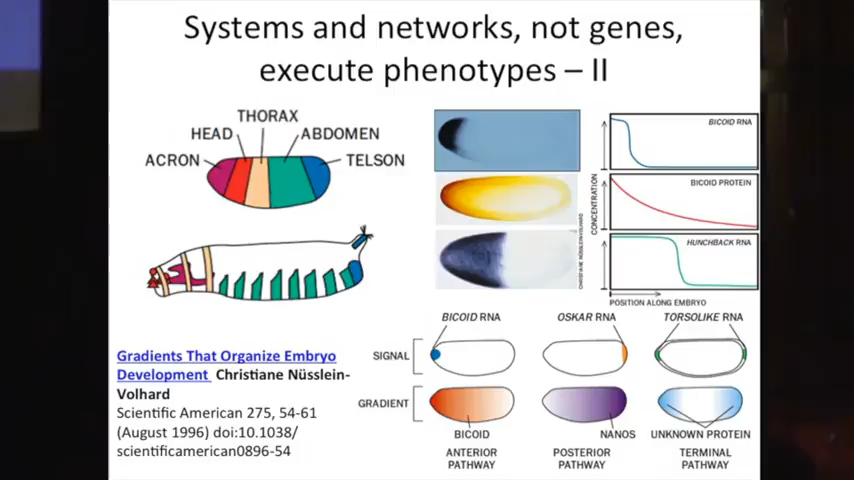 Systems and networks, not genes,
execute phenotypes – II
THORAX
HEAD
ABDOMEN
ACRON
TELSON
BICOID RNA
BICOID PROTEIN
HUNCHBACK RNA
CONCENTRATION
POSITION ALONG EMBRYO
CHRISTIANE NÜSSLEIN-VOLHARD
Gradients That Organize Embryo
Development Christiane Nüsslein-
Volhard
Scientific American 275, 54-61
(August 1996) doi:10.1038/
scientificamerican0896-54
BICOID RNA
OSKAR RNA
TORSOLIKE RNA
SIGNAL
GRADIENT
BICOID
NANOS
UNKNOWN PROTEIN
ANTERIOR
PATHWAY
POSTERIOR
PATHWAY
TERMINAL
PATHWAY